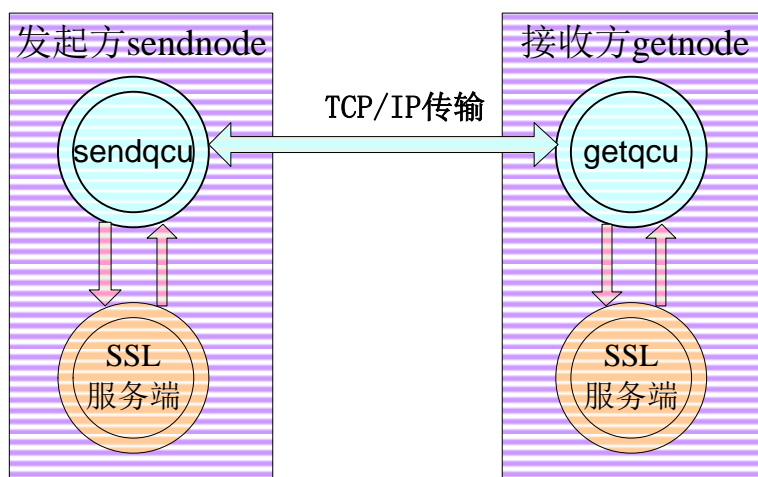 发起方sendnode
接收方getnode
TCP/IP传输
sendqcu
getqcu
SSL
服务端
SSL
服务端